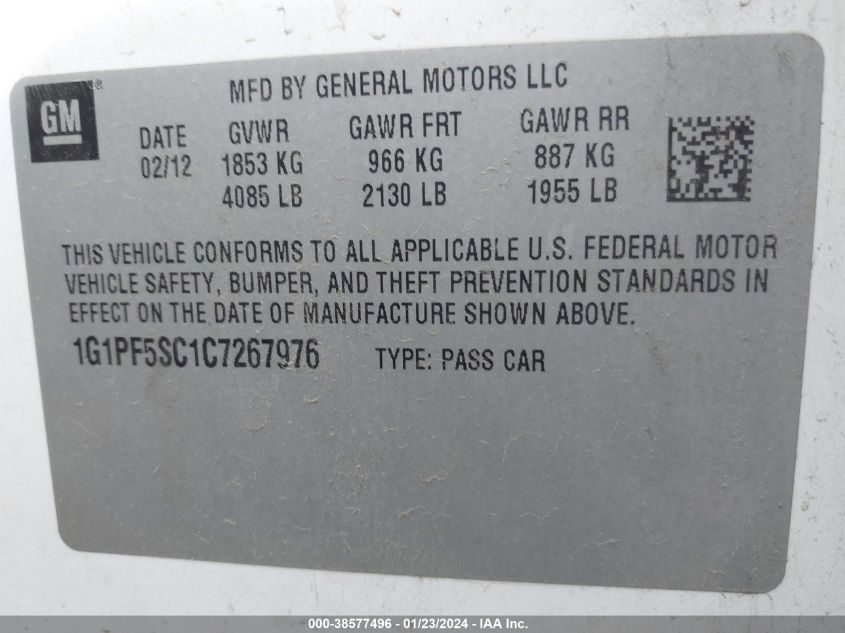 GM®
MFD BY GENERAL MOTORS LLC
DATE GVWR GAWR FRT GAWR RR
02/12 1853 KG 966 KG 887 KG
4085 LB 2130 LB 1955 LB
THIS VEHICLE CONFORMS TO ALL APPLICABLE U.S. FEDERAL MOTOR
VEHICLE SAFETY, BUMPER, AND THEFT PREVENTION STANDARDS IN
EFFECT ON THE DATE OF MANUFACTURE SHOWN ABOVE.
1G1PF5SC1C7267976 TYPE: PASS CAR
000-38577496 - 01/23/2024 - IAA Inc.